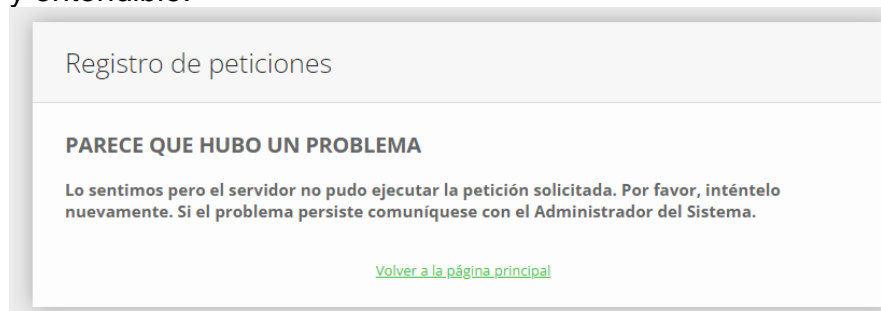 y entendible.
Registro de peticiones
PARECE QUE HUBO UN PROBLEMA
Lo sentimos pero el servidor no pudo ejecutar la petición solicitada. Por favor, inténtelo
nuevamente. Si el problema persiste comuníquese con el Administrador del Sistema.
Volver a la página principal